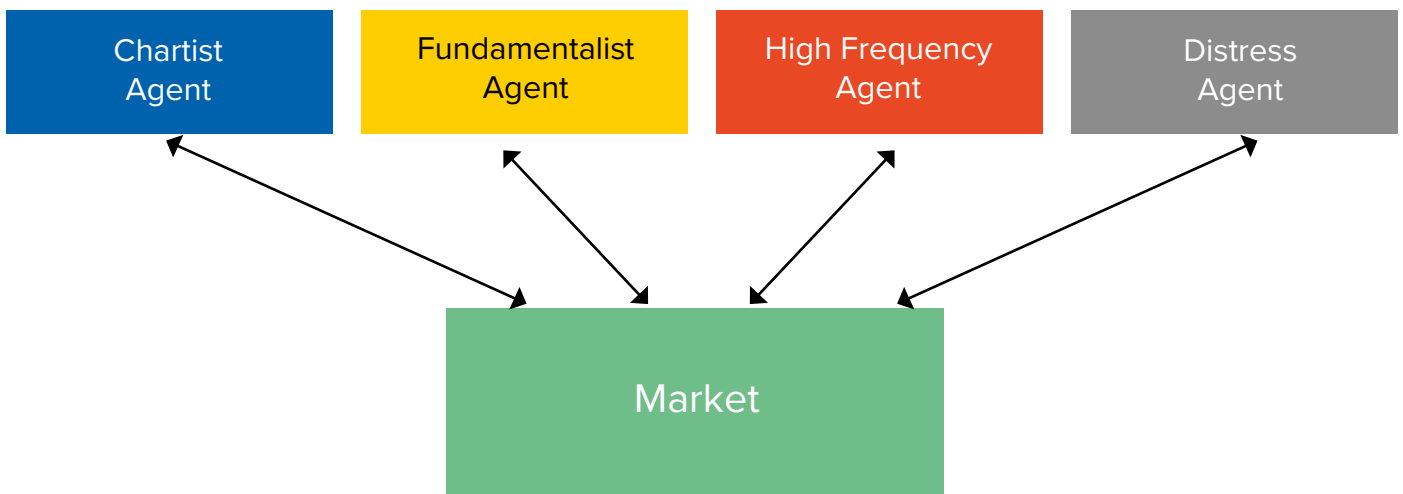 Chartist
Agent
Fundamentalist
Agent
High Frequency
Agent
Distress
Agent
Market